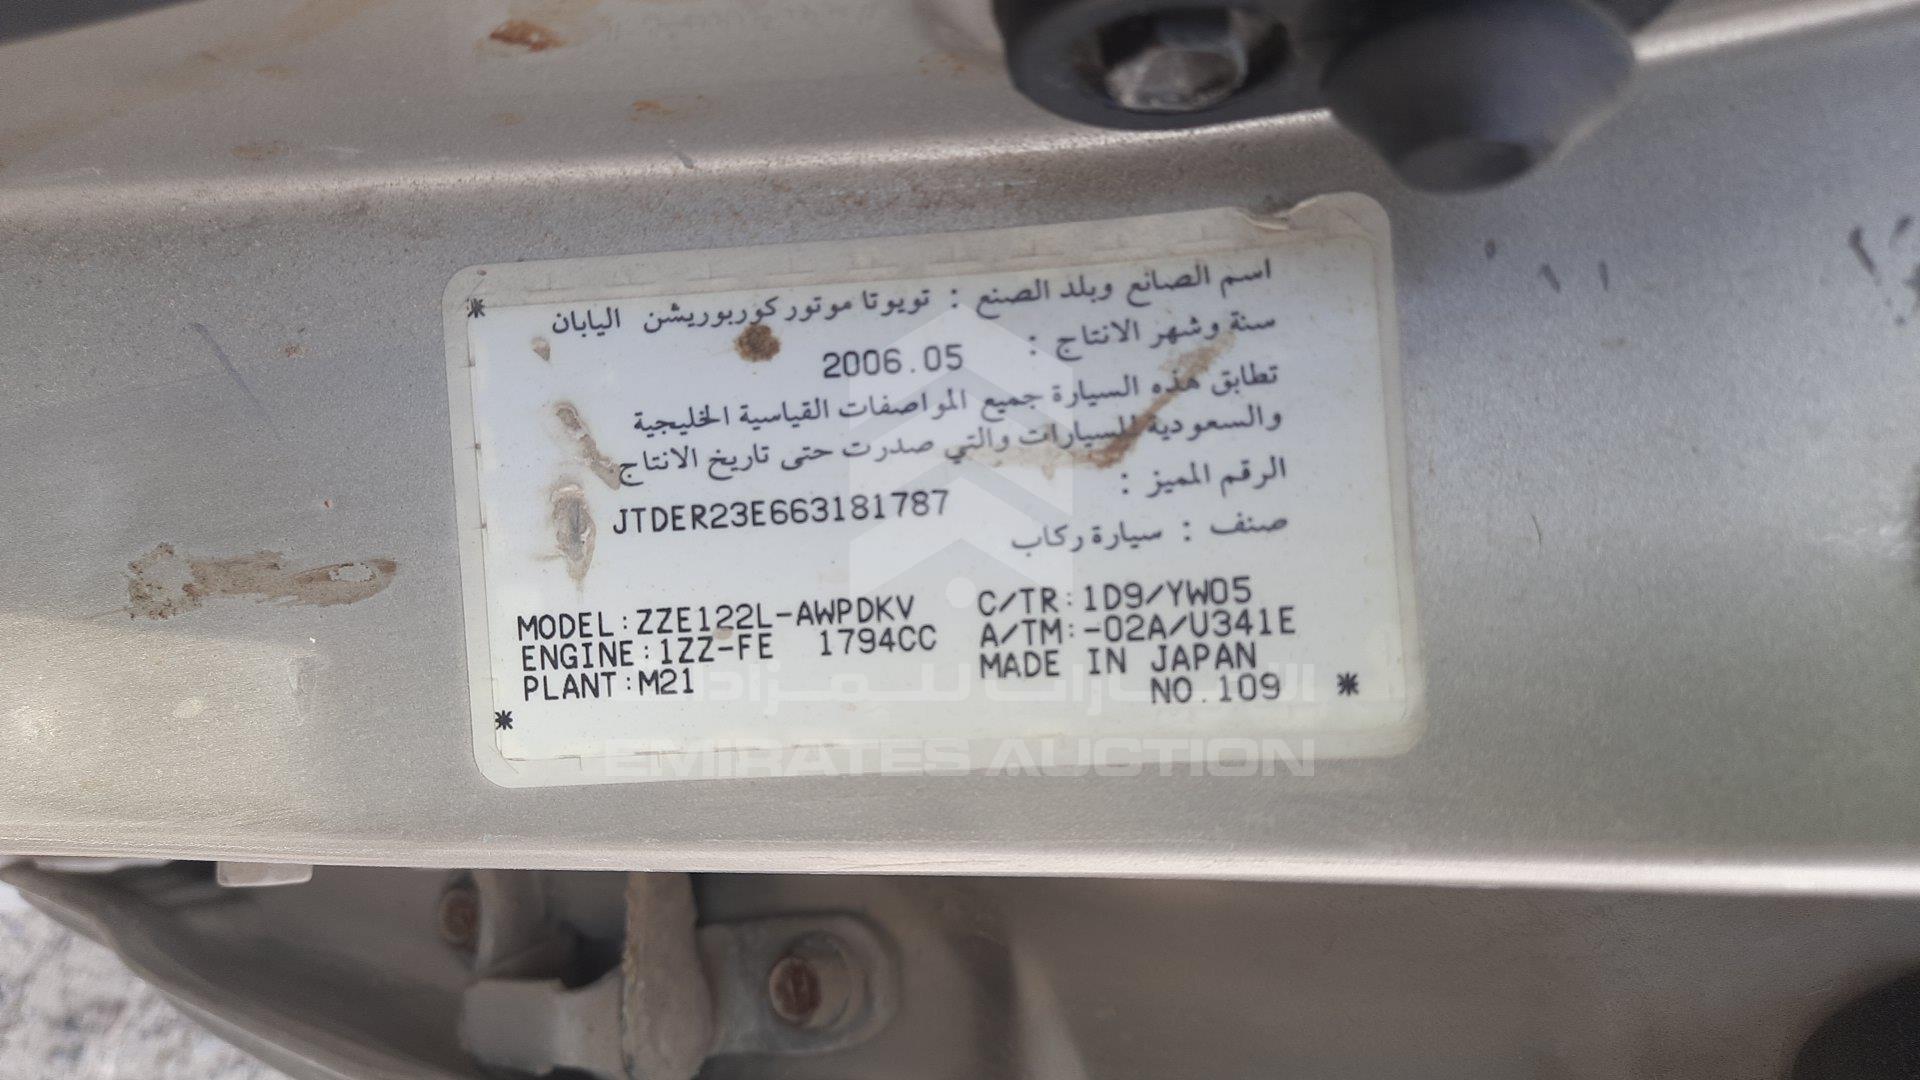 اسم الصانع وبلد الصنع : تويوتا موتور كوربوريشن اليابان
سنة وشهر الانتاج : 2006.05
تطابق هذه السيارة جميع المواصفات القياسية الخليجية
والسعودية للسيارات والتي صدرت حتى تاريخ الانتاج
الرقم المميز : JTDER23E663181787
صنف : سيارة ركاب
MODEL:ZZE122L-AWPDKV C/TR:1D9/YW05
ENGINE:1ZZ-FE 1794CC A/TM:-02A/U341E
PLANT:M21 MADE IN JAPAN
NO.109
الإمارات للمزادات
EMIRATES AUCTION